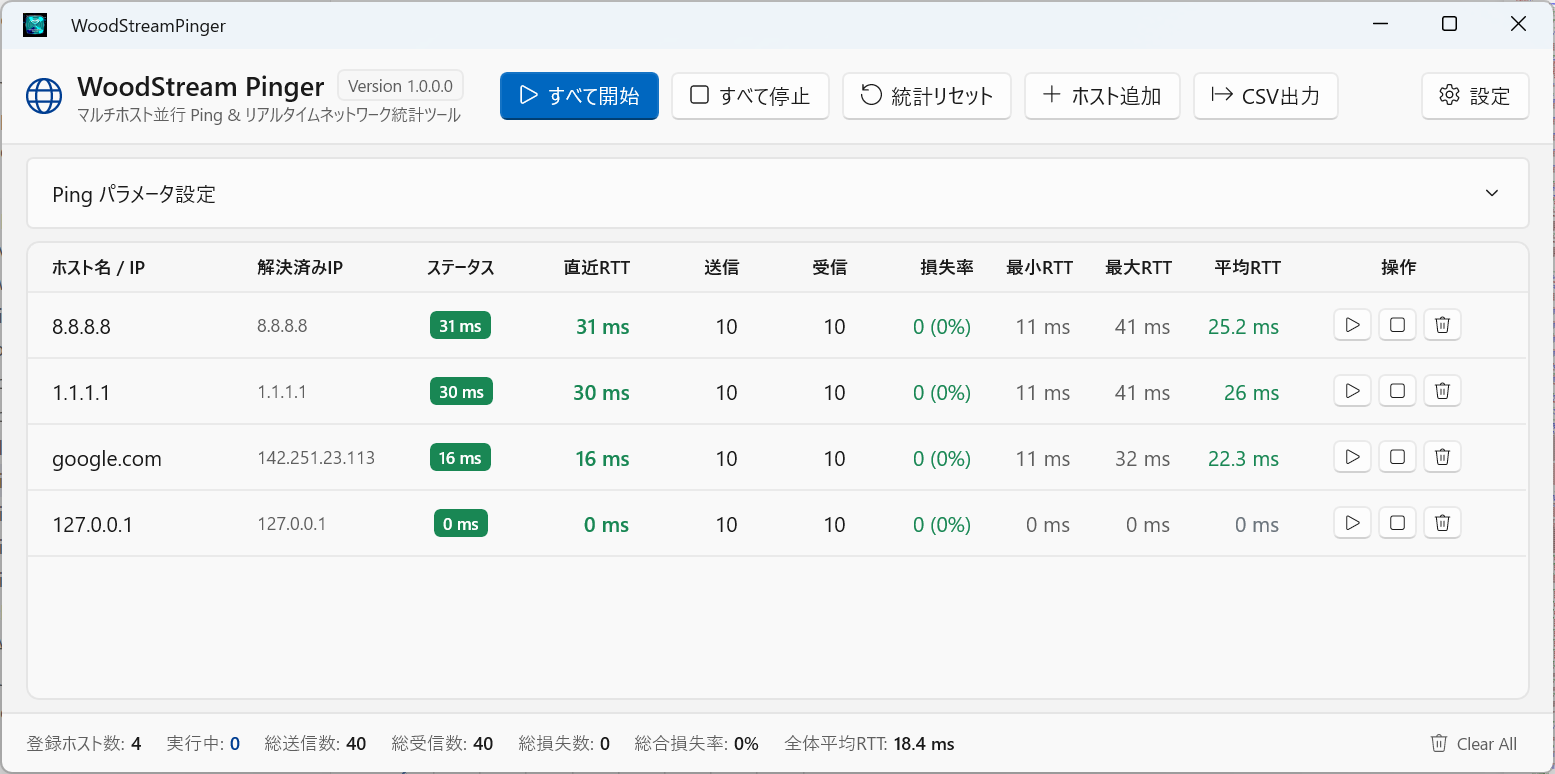 WoodStreamPinger
WoodStream Pinger Version 1.0.0.0
マルチホスト並行 Ping & リアルタイムネットワーク統計ツール
すべて開始 すべて停止 統計リセット ホスト追加 CSV出力 設定
Ping パラメータ設定
ホスト名 / IP 解決済みIP ステータス 直近RTT 送信 受信 損失率 最小RTT 最大RTT 平均RTT 操作
8.8.8.8 8.8.8.8 31 ms 31 ms 10 10 0 (0%) 11 ms 41 ms 25.2 ms
1.1.1.1 1.1.1.1 30 ms 30 ms 10 10 0 (0%) 11 ms 41 ms 26 ms
google.com 142.251.23.113 16 ms 16 ms 10 10 0 (0%) 11 ms 32 ms 22.3 ms
127.0.0.1 127.0.0.1 0 ms 0 ms 10 10 0 (0%) 0 ms 0 ms 0 ms
登録ホスト数: 4 実行中: 0 総送信数: 40 総受信数: 40 総損失数: 0 総合損失率: 0% 全体平均RTT: 18.4 ms Clear All